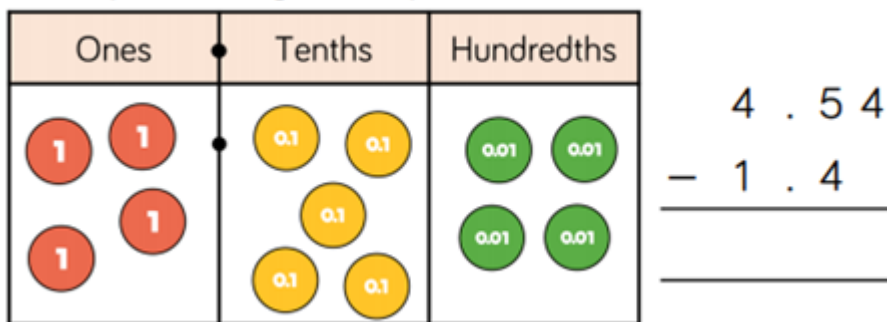 Ones Tenths Hundredths
1 1 0.1 0.1 0.01 0.01
1 0.1
1 0.01 0.01
0.1 0.1
4 . 5 4
− 1 . 4